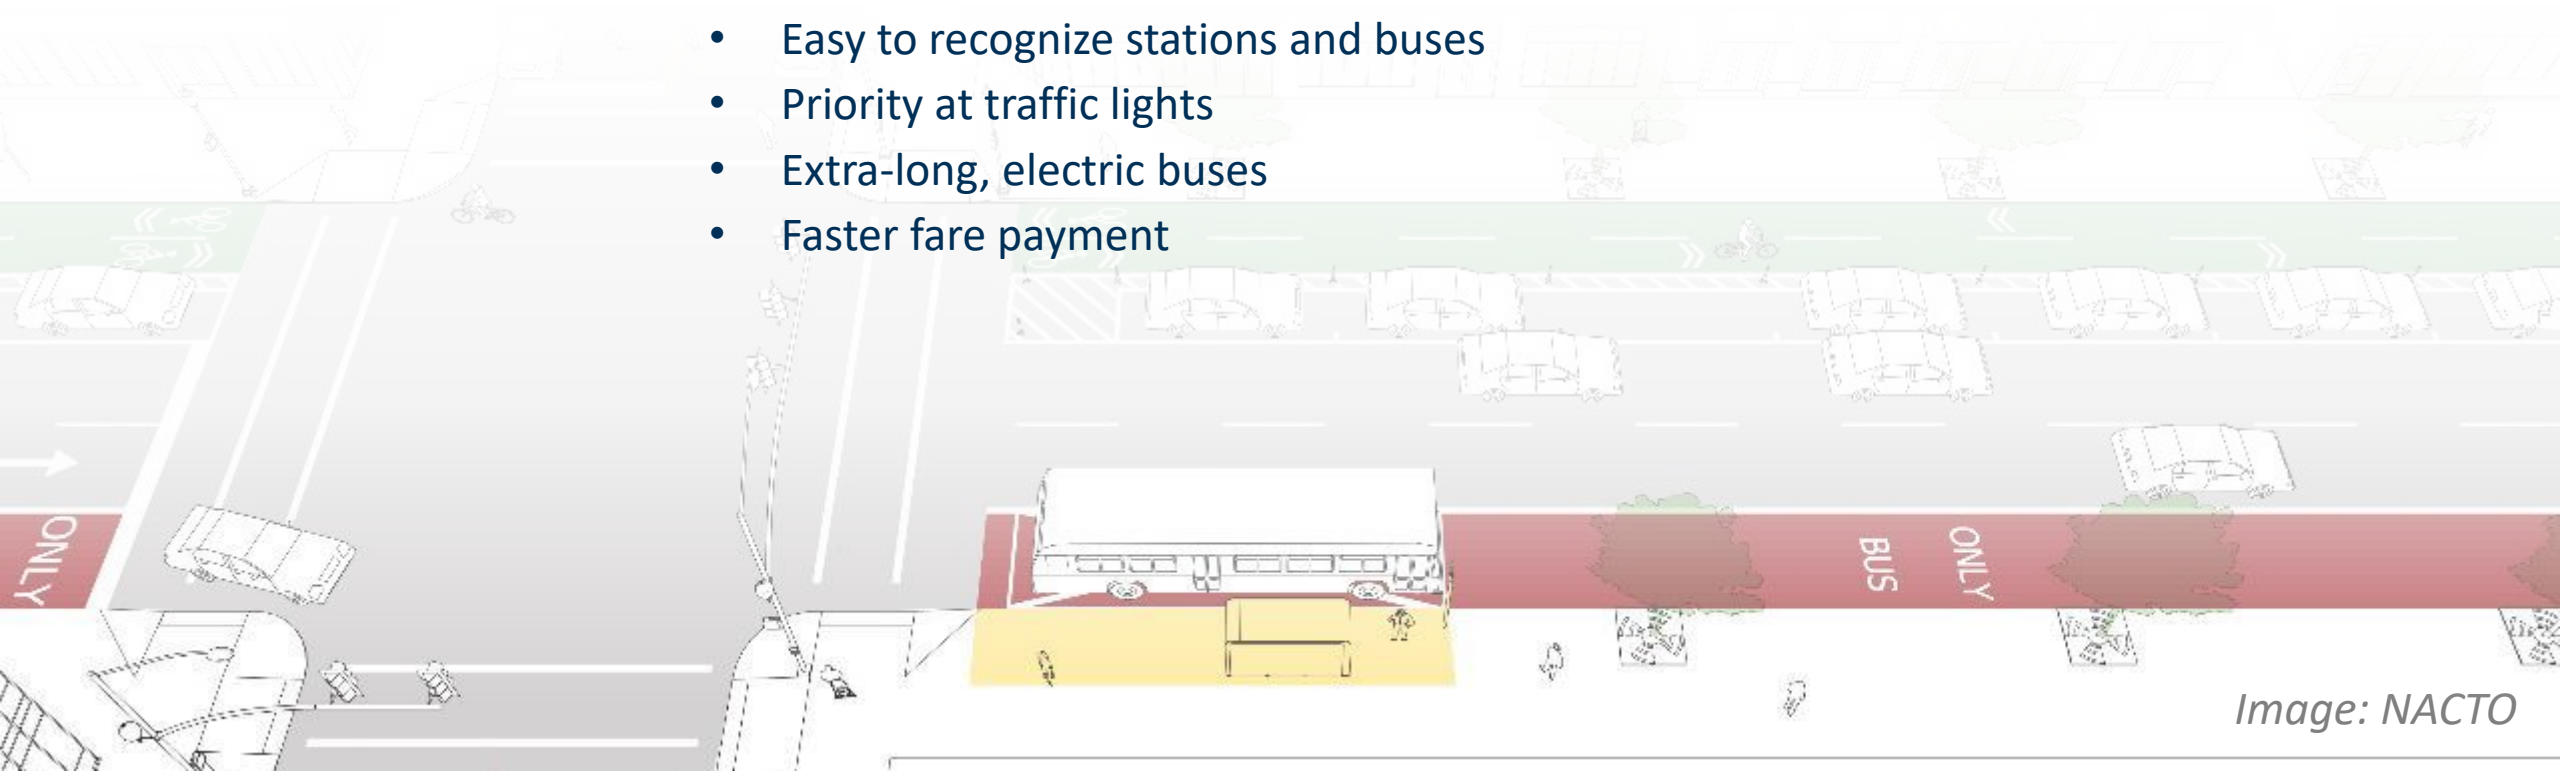 • Easy to recognize stations and buses
• Priority at traffic lights
• Extra-long, electric buses
• Faster fare payment
ONLY
BUS ONLY
Image: NACTO